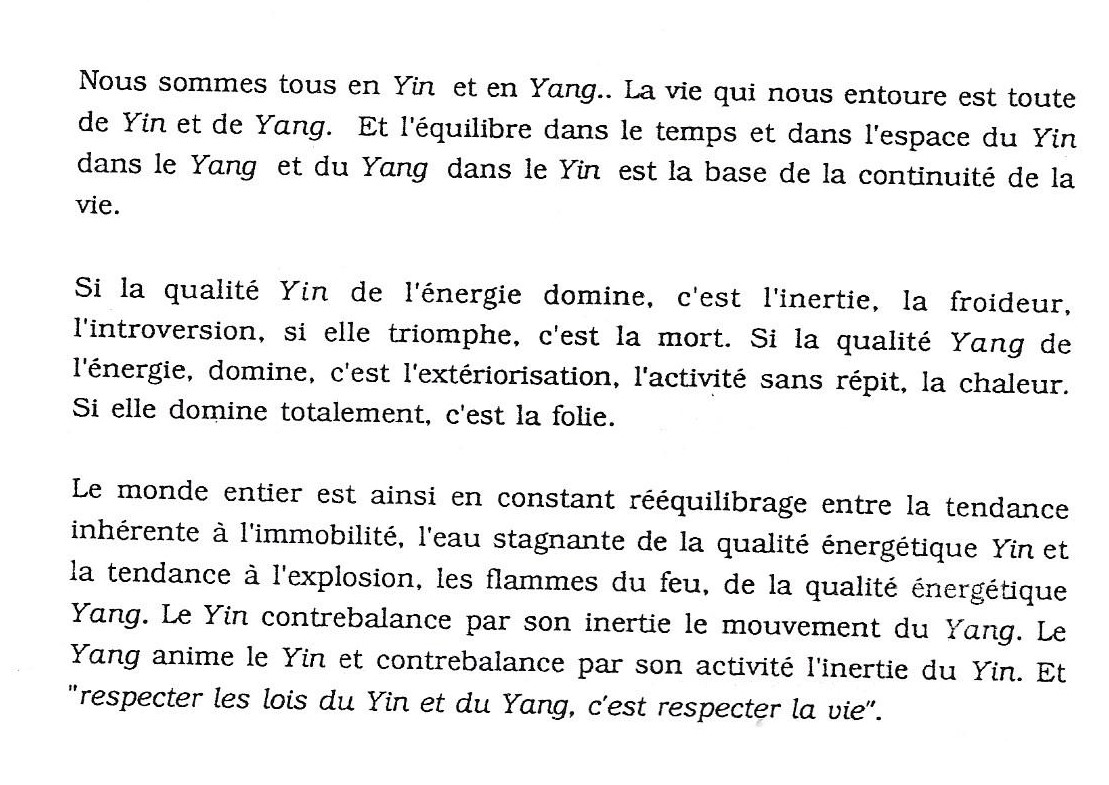 Nous sommes tous en Yin et en Yang.. La vie qui nous entoure est toute
de Yin et de Yang. Et l'équilibre dans le temps et dans l'espace du Yin
dans le Yang et du Yang dans le Yin est la base de la continuité de la
vie.
Si la qualité Yin de l'énergie domine, c'est l'inertie, la froideur,
l'introversion, si elle triomphe, c'est la mort. Si la qualité Yang de
l'énergie, domine, c'est l'extériorisation, l'activité sans répit, la chaleur.
Si elle domine totalement, c'est la folie.
Le monde entier est ainsi en constant rééquilibrage entre la tendance
inhérente à l'immobilité, l'eau stagnante de la qualité énergétique Yin et
la tendance à l'explosion, les flammes du feu, de la qualité énergétique
Yang. Le Yin contrebalance par son inertie le mouvement du Yang. Le
Yang anime le Yin et contrebalance par son activité l'inertie du Yin. Et
"respecter les lois du Yin et du Yang, c'est respecter la vie".